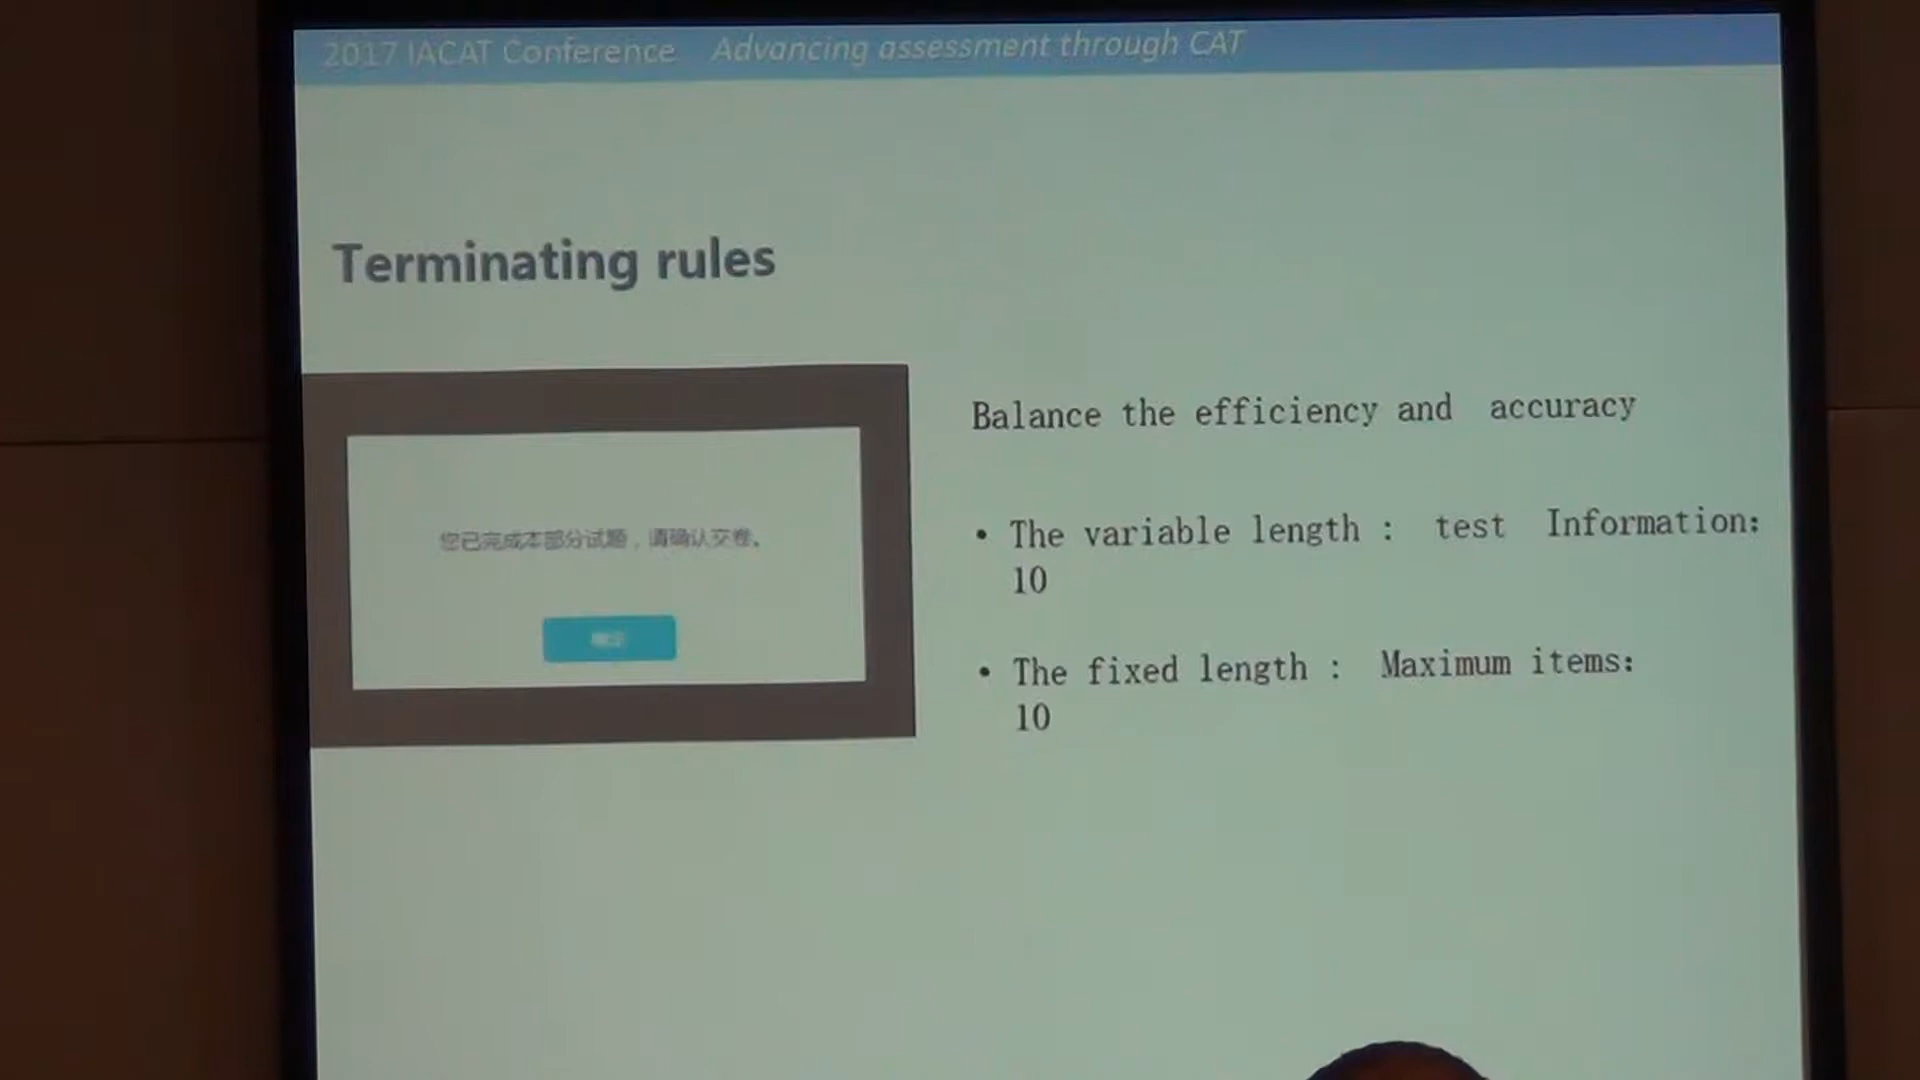 2017 IACAT Conference Advancing assessment through CAT
Terminating rules
您已完成本部分试题，请确认交卷。
Balance the efficiency and accuracy
• The variable length : test Information:
10
• The fixed length : Maximum items:
10